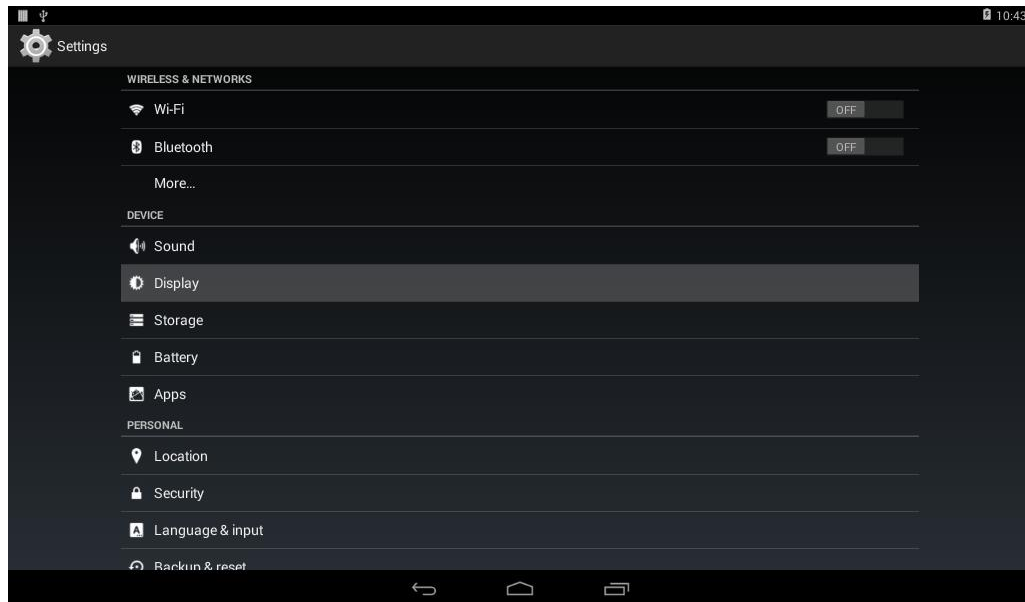 10:43
Settings
WIRELESS & NETWORKS
Wi-Fi
OFF
Bluetooth
OFF
More...
DEVICE
Sound
Display
Storage
Battery
Apps
PERSONAL
Location
Security
A Language & input
Backup & reset